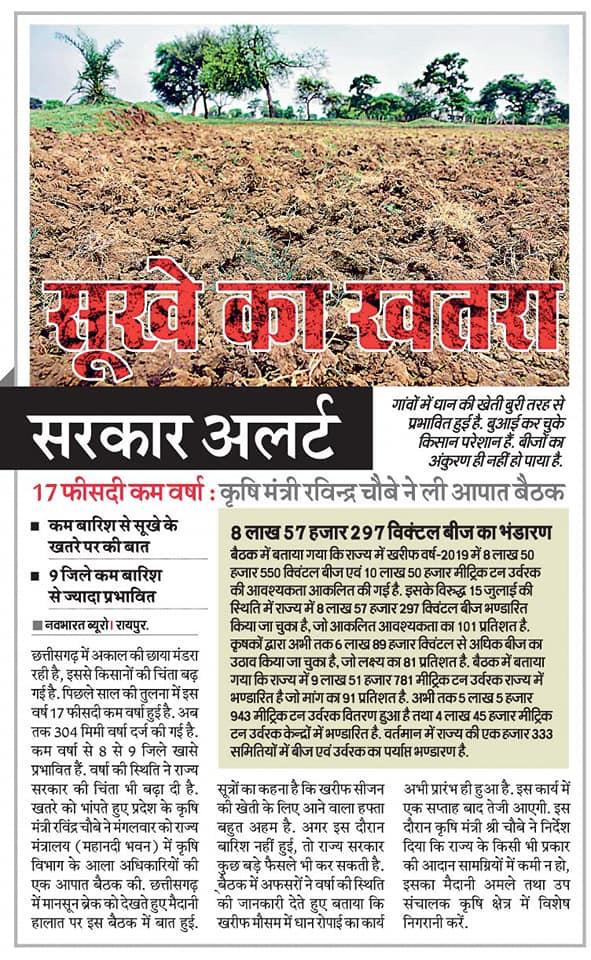 सूखे का खतरा
सरकार अलर्ट
गांवों में धान की खेती बुरी तरह से
प्रभावित हुई है. बुआई कर चुके
किसान परेशान हैं. बीजों का
अंकुरण ही नहीं हो पाया है.
17 फीसदी कम वर्षा : कृषि मंत्री रविन्द्र चौबे ने ली आपात बैठक
■ कम बारिश से सूखे के
खतरे पर की बात
■ 9 जिले कम बारिश
से ज्यादा प्रभावित
■ नवभारत ब्यूरो। रायपुर.
छत्तीसगढ़ में अकाल की छाया मंडरा
रही है, इससे किसानों की चिंता बढ़
गई है. पिछले साल की तुलना में इस
वर्ष 17 फीसदी कम वर्षा हुई है. अब
तक 304 मिमी वर्षा दर्ज की गई है.
कम वर्षा से 8 से 9 जिले खासे
प्रभावित हैं. वर्षा की स्थिति ने राज्य
सरकार की चिंता भी बढ़ा दी है.
खतरे को भांपते हुए प्रदेश के कृषि
मंत्री रविंद्र चौबे ने मंगलवार को राज्य
मंत्रालय (महानदी भवन) में कृषि
विभाग के आला अधिकारियों की
एक आपात बैठक की. छत्तीसगढ़
में मानसून ब्रेक को देखते हुए मैदानी
हालात पर इस बैठक में बात हुई.
8 लाख 57 हजार 297 विक्टल बीज का भंडारण
बैठक में बताया गया कि राज्य में खरीफ वर्ष-2019 में 8 लाख 50
हजार 550 क्विंटल बीज एवं 10 लाख 50 हजार मीट्रिक टन उर्वरक
की आवश्यकता आकलित की गई है. इसके विरुद्ध 15 जुलाई की
स्थिति में राज्य में 8 लाख 57 हजार 297 क्विंटल बीज भण्डारित
किया जा चुका है, जो आकलित आवश्यकता का 101 प्रतिशत है.
कृषकों द्वारा अभी तक 6 लाख 89 हजार क्विंटल से अधिक बीज का
उठाव किया जा चुका है, जो लक्ष्य का 81 प्रतिशत है. बैठक में बताया
गया कि राज्य में 9 लाख 51 हजार 781 मीट्रिक टन उर्वरक राज्य में
भण्डारित है जो मांग का 91 प्रतिशत है. अभी तक 5 लाख 5 हजार
943 मीट्रिक टन उर्वरक वितरण हुआ है तथा 4 लाख 45 हजार मीट्रिक
टन उर्वरक केन्द्रों में भण्डारित है. वर्तमान में राज्य की एक हजार 333
समितियों में बीज एवं उर्वरक का पर्याप्त भण्डारण है.
सूत्रों का कहना है कि खरीफ सीजन
की खेती के लिए आने वाला हफ्ता
बहुत अहम है. अगर इस दौरान
बारिश नहीं हुई, तो राज्य सरकार
कुछ बड़े फैसले भी कर सकती है.
बैठक में अफसरों ने वर्षा की स्थिति
की जानकारी देते हुए बताया कि
खरीफ मौसम में धान रोपाई का कार्य
अभी प्रारंभ ही हुआ है. इस कार्य में
एक सप्ताह बाद तेजी आएगी. इस
दौरान कृषि मंत्री श्री चौबे ने निर्देश
दिया कि राज्य के किसी भी प्रकार
की आदान सामग्रियों में कमी न हो,
इसका मैदानी अमले तथा उप
संचालक कृषि क्षेत्र में विशेष
निगरानी करें.